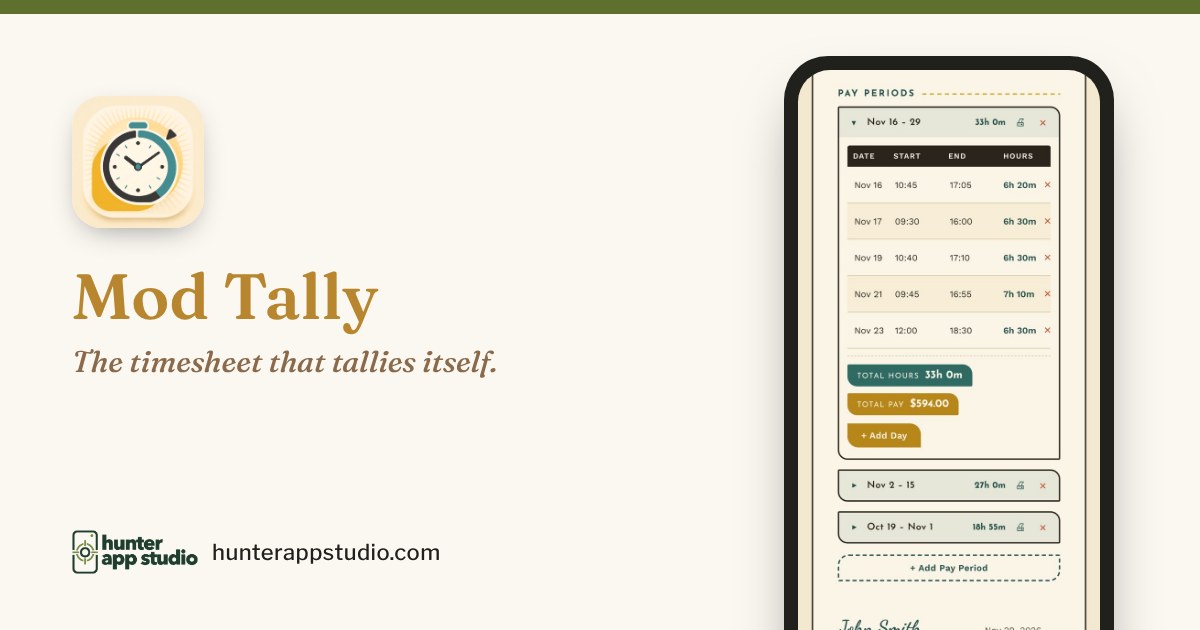 Mod Tally
The timesheet that tallies itself.
hunter
app studio
hunterappstudio.com
PAY PERIODS
▾ Nov 16 – 29 33h 0m ×
DATE START END HOURS
Nov 16 10:45 17:05 6h 20m ×
Nov 17 09:30 16:00 6h 30m ×
Nov 19 10:40 17:10 6h 30m ×
Nov 21 09:45 16:55 7h 10m ×
Nov 23 12:00 18:30 6h 30m ×
TOTAL HOURS 33h 0m
TOTAL PAY $594.00
+ Add Day
▸ Nov 2 – 15 27h 0m ×
▸ Oct 19 – Nov 1 18h 55m ×
+ Add Pay Period
John Smith